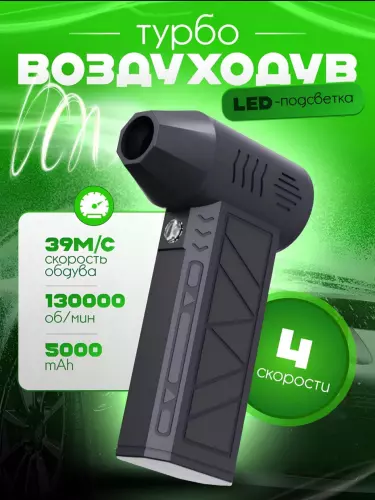 турбо
ВОЗДУХОДУВ
LED-подсветка
39М/С
скорость
обдува
130000
об/мин
5000
mAh
4
скорости